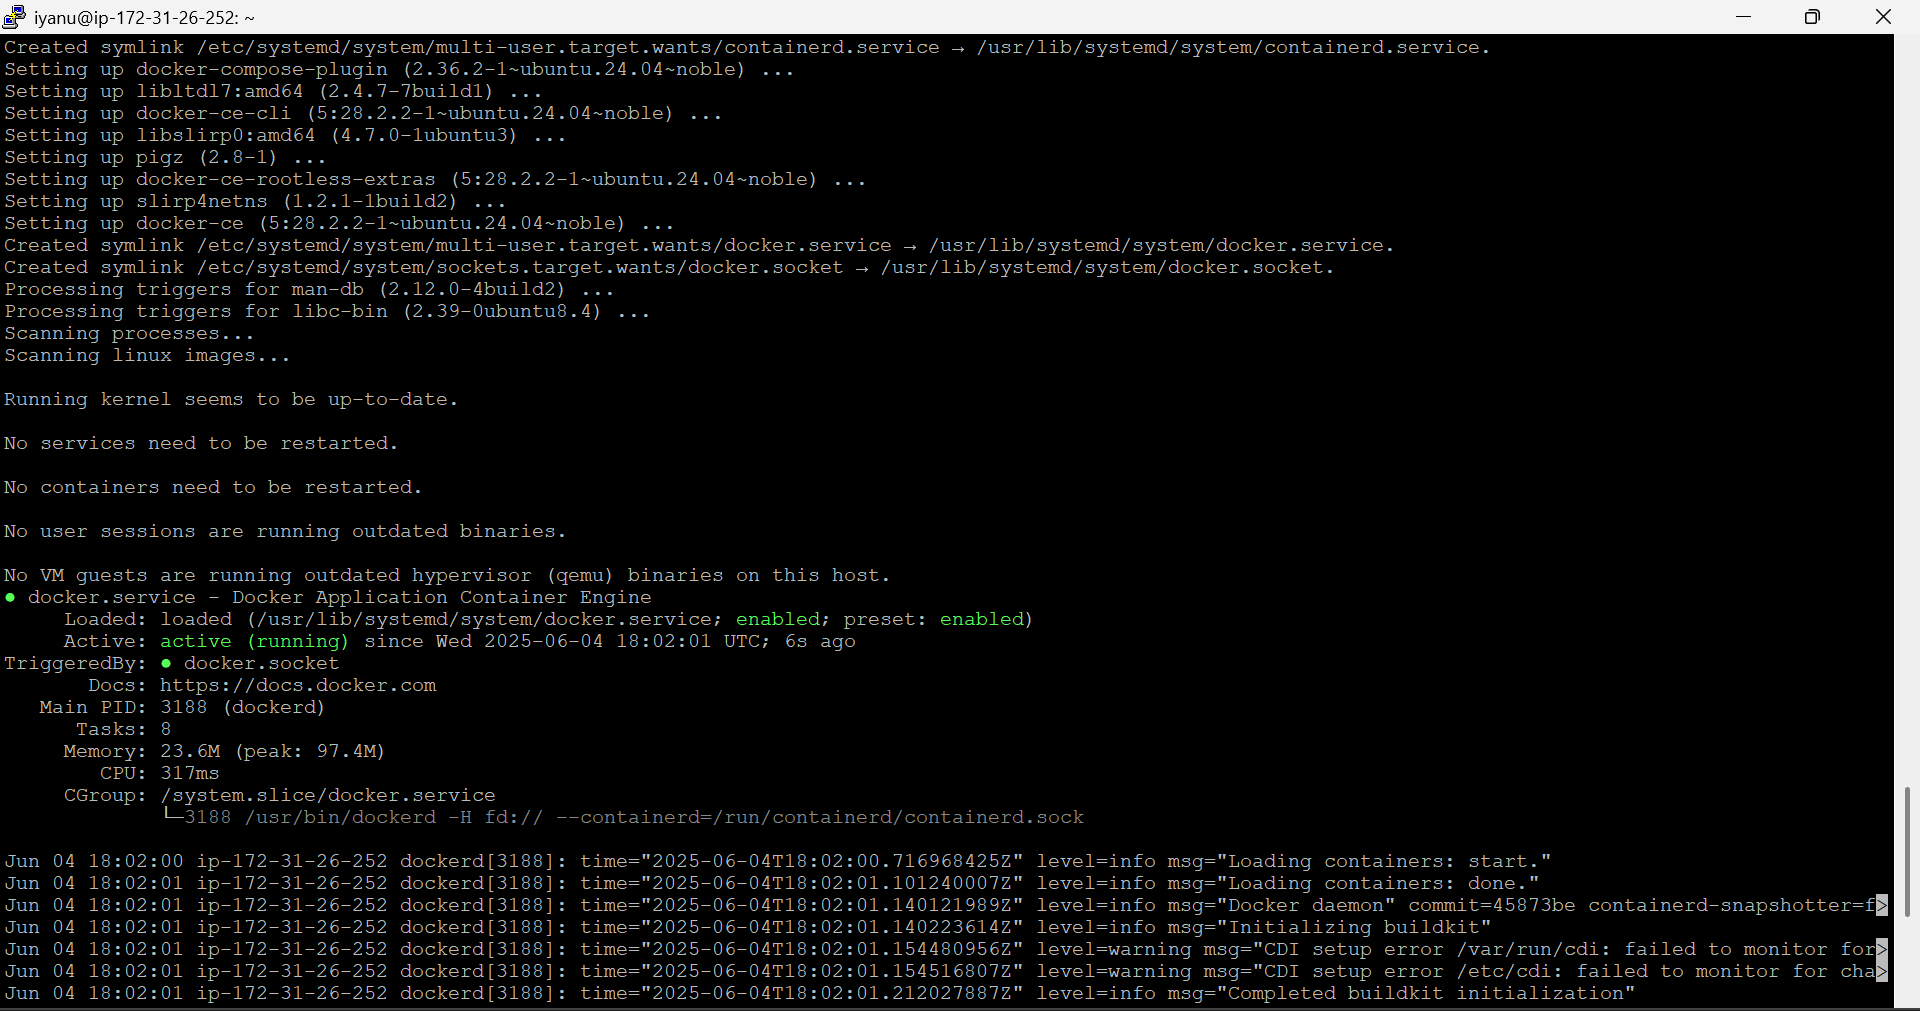 iyanu@ip-172-31-26-252: ~
Created symlink /etc/systemd/system/multi-user.target.wants/containerd.service → /usr/lib/systemd/system/containerd.service.
Setting up docker-compose-plugin (2.36.2-1~ubuntu.24.04~noble) ...
Setting up libltdl7:amd64 (2.4.7-7build1) ...
Setting up docker-ce-cli (5:28.2.2-1~ubuntu.24.04~noble) ...
Setting up libslirp0:amd64 (4.7.0-1ubuntu3) ...
Setting up pigz (2.8-1) ...
Setting up docker-ce-rootless-extras (5:28.2.2-1~ubuntu.24.04~noble) ...
Setting up slirp4netns (1.2.1-1build2) ...
Setting up docker-ce (5:28.2.2-1~ubuntu.24.04~noble) ...
Created symlink /etc/systemd/system/multi-user.target.wants/docker.service → /usr/lib/systemd/system/docker.service.
Created symlink /etc/systemd/system/sockets.target.wants/docker.socket → /usr/lib/systemd/system/docker.socket.
Processing triggers for man-db (2.12.0-4build2) ...
Processing triggers for libc-bin (2.39-0ubuntu8.4) ...
Scanning processes...
Scanning linux images...
Running kernel seems to be up-to-date.
No services need to be restarted.
No containers need to be restarted.
No user sessions are running outdated binaries.
No VM guests are running outdated hypervisor (qemu) binaries on this host.
● docker.service - Docker Application Container Engine
Loaded: loaded (/usr/lib/systemd/system/docker.service; enabled; preset: enabled)
Active: active (running) since Wed 2025-06-04 18:02:01 UTC; 6s ago
TriggeredBy: ● docker.socket
Docs: https://docs.docker.com
Main PID: 3188 (dockerd)
Tasks: 8
Memory: 23.6M (peak: 97.4M)
CPU: 317ms
CGroup: /system.slice/docker.service
└─3188 /usr/bin/dockerd -H fd:// --containerd=/run/containerd/containerd.sock
Jun 04 18:02:00 ip-172-31-26-252 dockerd[3188]: time="2025-06-04T18:02:00.716968425Z" level=info msg="Loading containers: start."
Jun 04 18:02:01 ip-172-31-26-252 dockerd[3188]: time="2025-06-04T18:02:01.101240007Z" level=info msg="Loading containers: done."
Jun 04 18:02:01 ip-172-31-26-252 dockerd[3188]: time="2025-06-04T18:02:01.140121989Z" level=info msg="Docker daemon" commit=45873be containerd-snapshotter=f>
Jun 04 18:02:01 ip-172-31-26-252 dockerd[3188]: time="2025-06-04T18:02:01.140223614Z" level=info msg="Initializing buildkit"
Jun 04 18:02:01 ip-172-31-26-252 dockerd[3188]: time="2025-06-04T18:02:01.154480956Z" level=warning msg="CDI setup error /var/run/cdi: failed to monitor for>
Jun 04 18:02:01 ip-172-31-26-252 dockerd[3188]: time="2025-06-04T18:02:01.154516807Z" level=warning msg="CDI setup error /etc/cdi: failed to monitor for cha>
Jun 04 18:02:01 ip-172-31-26-252 dockerd[3188]: time="2025-06-04T18:02:01.212027887Z" level=info msg="Completed buildkit initialization"